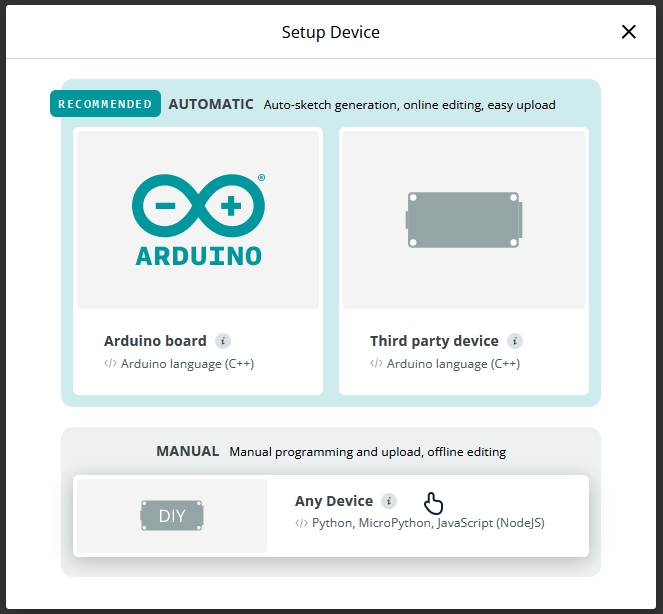 Setup Device
RECOMMENDED AUTOMATIC Auto-sketch generation, online editing, easy upload
®
ARDUINO
Arduino board i
</> Arduino language (C++)
Third party device i
</> Arduino language (C++)
MANUAL Manual programming and upload, offline editing
DIY
Any Device i
</> Python, MicroPython, JavaScript (NodeJS)